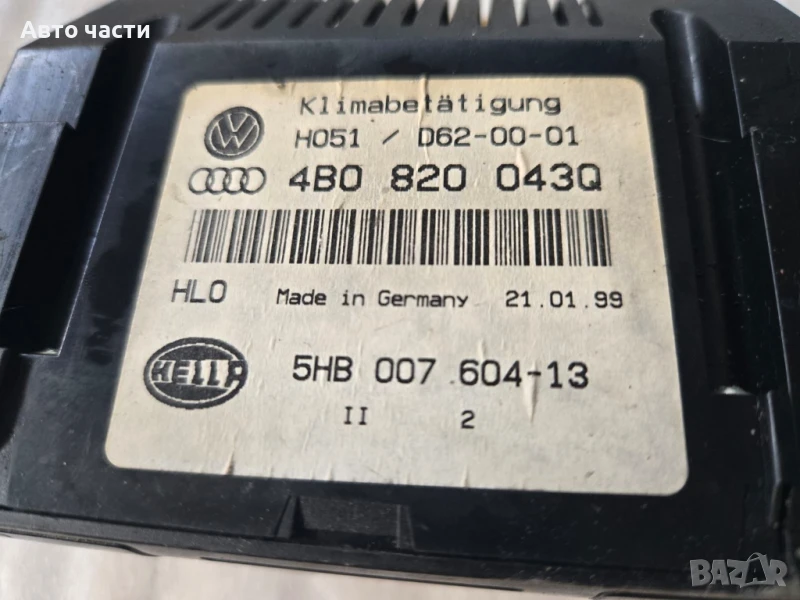 Авто части
Klimabetätigung
H051 / D62-00-01
4B0 820 043Q
HLO Made in Germany 21.01.99
HELLA
5HB 007 604-13
II 2
BAZAR